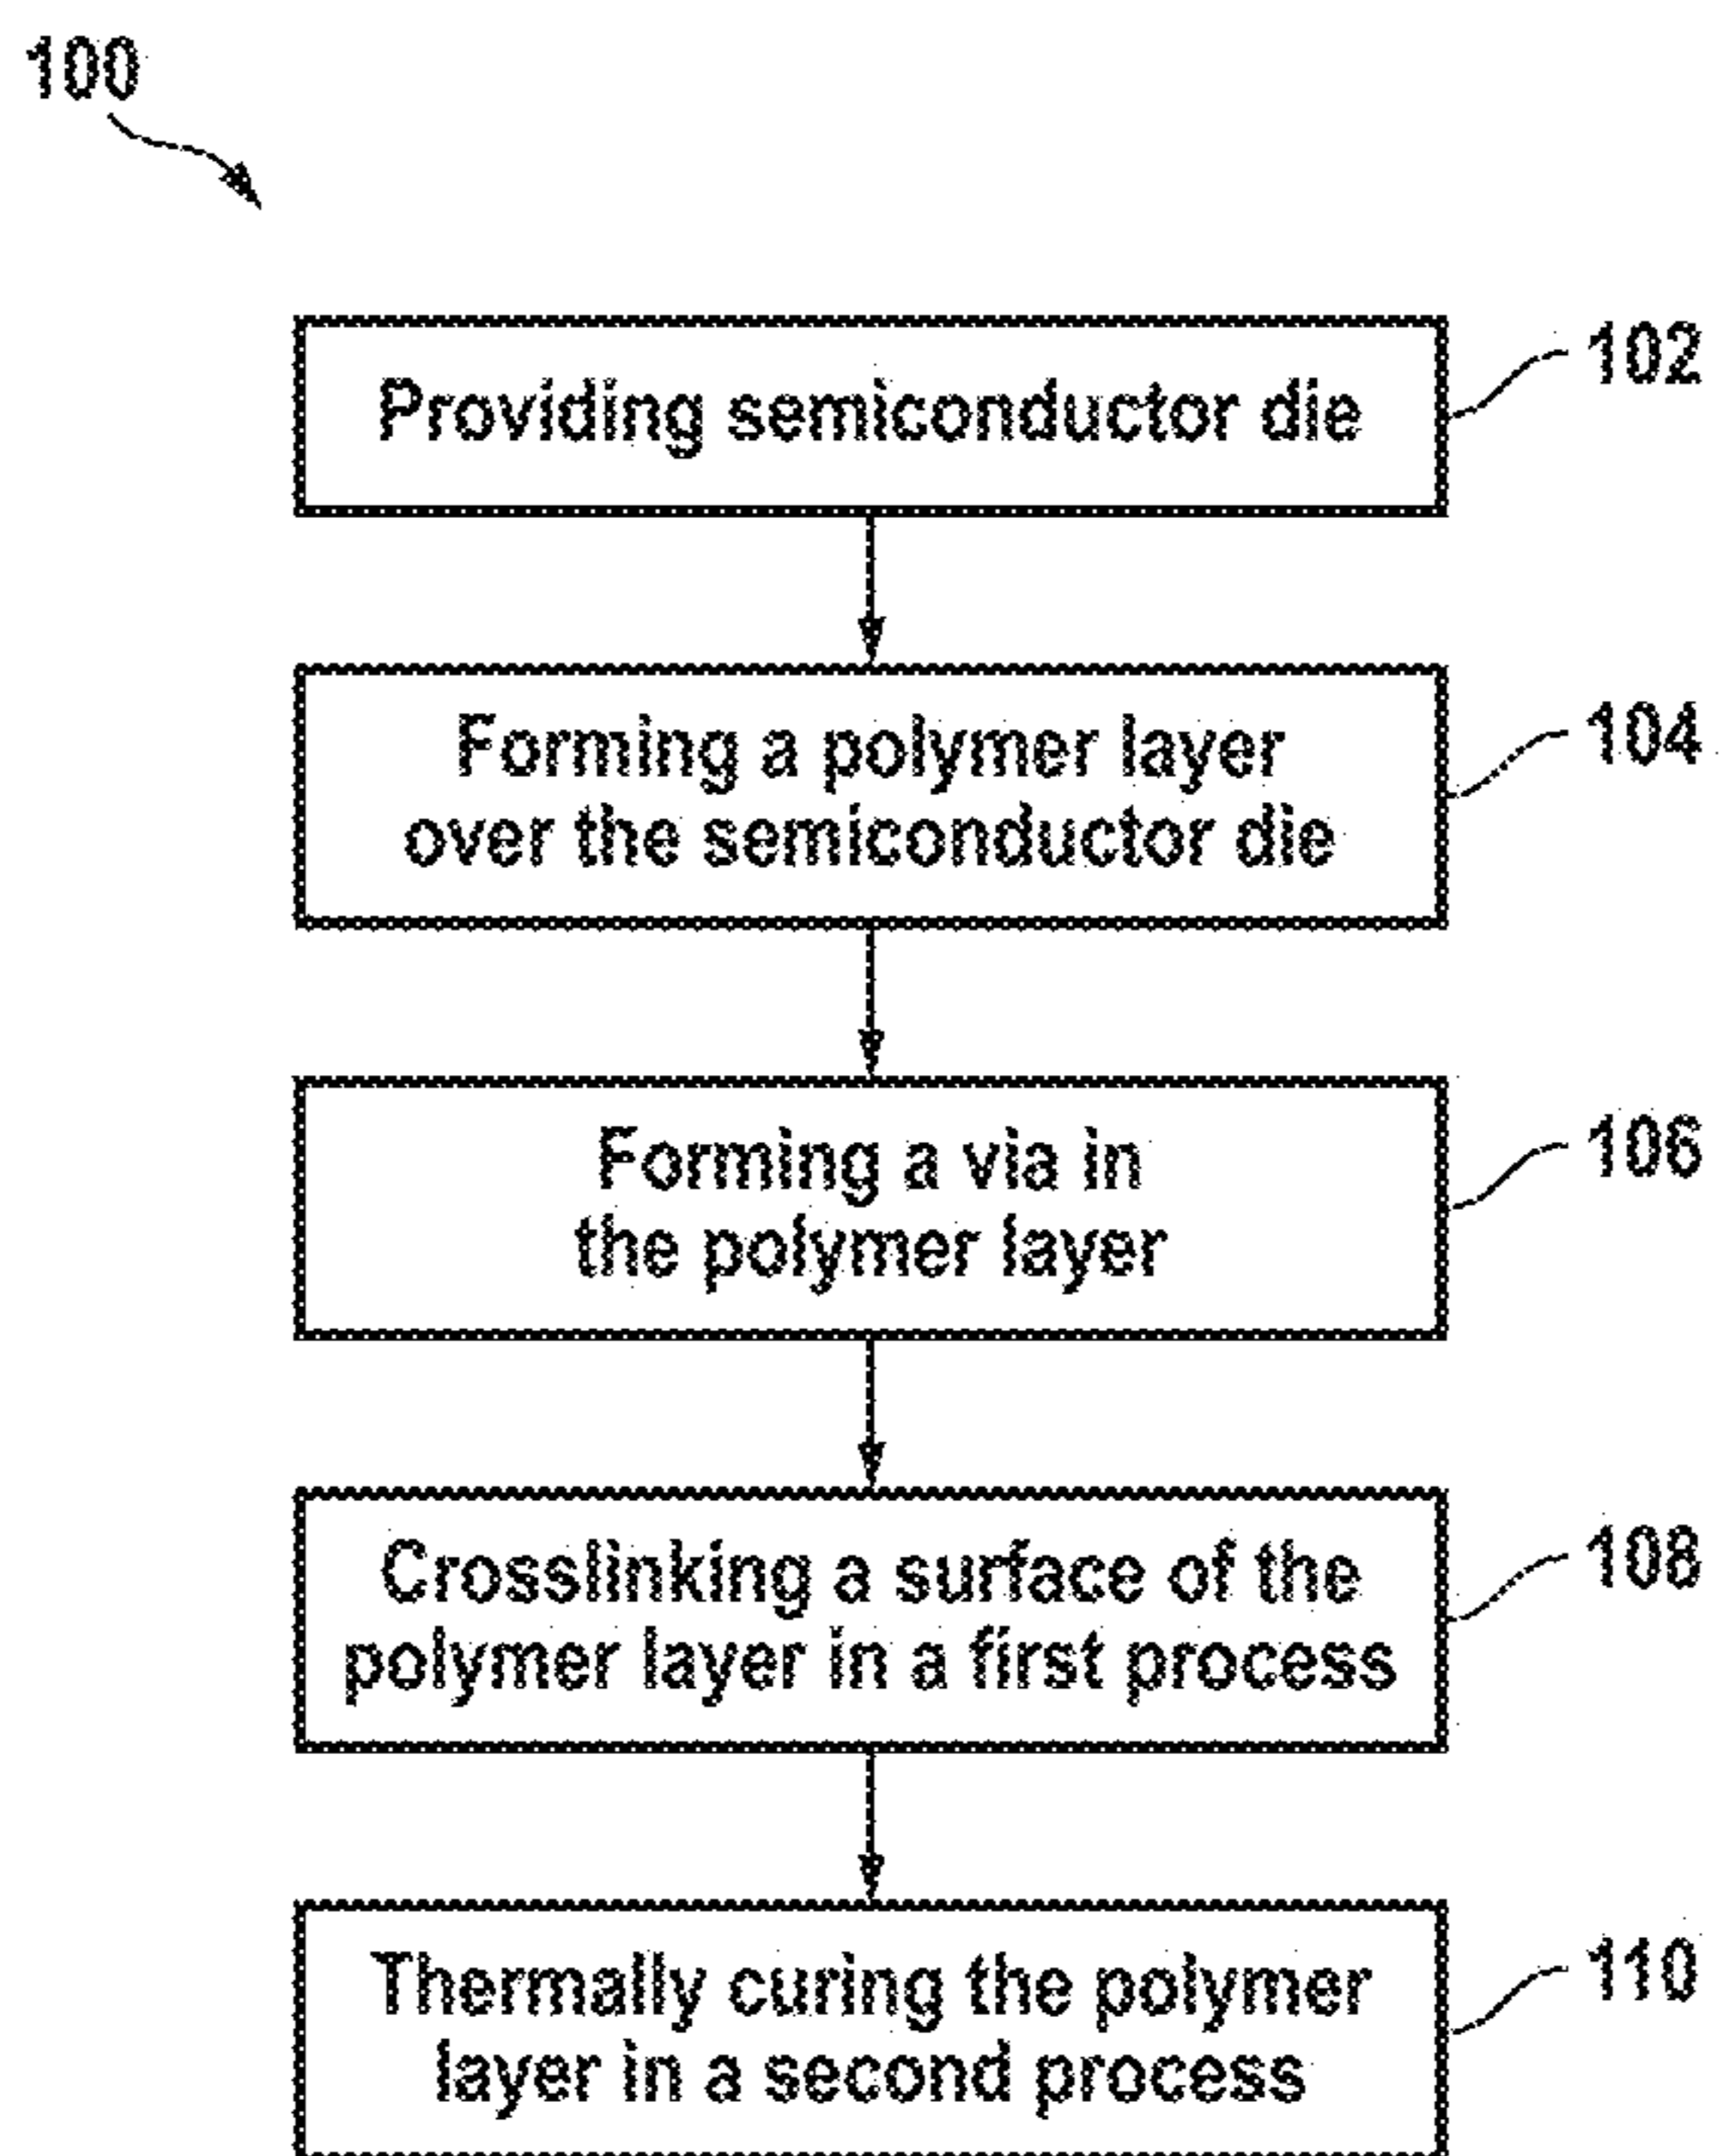 100
Providing semiconductor die
102
Forming a polymer layer
over the semiconductor die
104
Forming a via in
the polymer layer
106
Crosslinking a surface of the
polymer layer in a first process
108
Thermally curing the polymer
layer in a second process
110